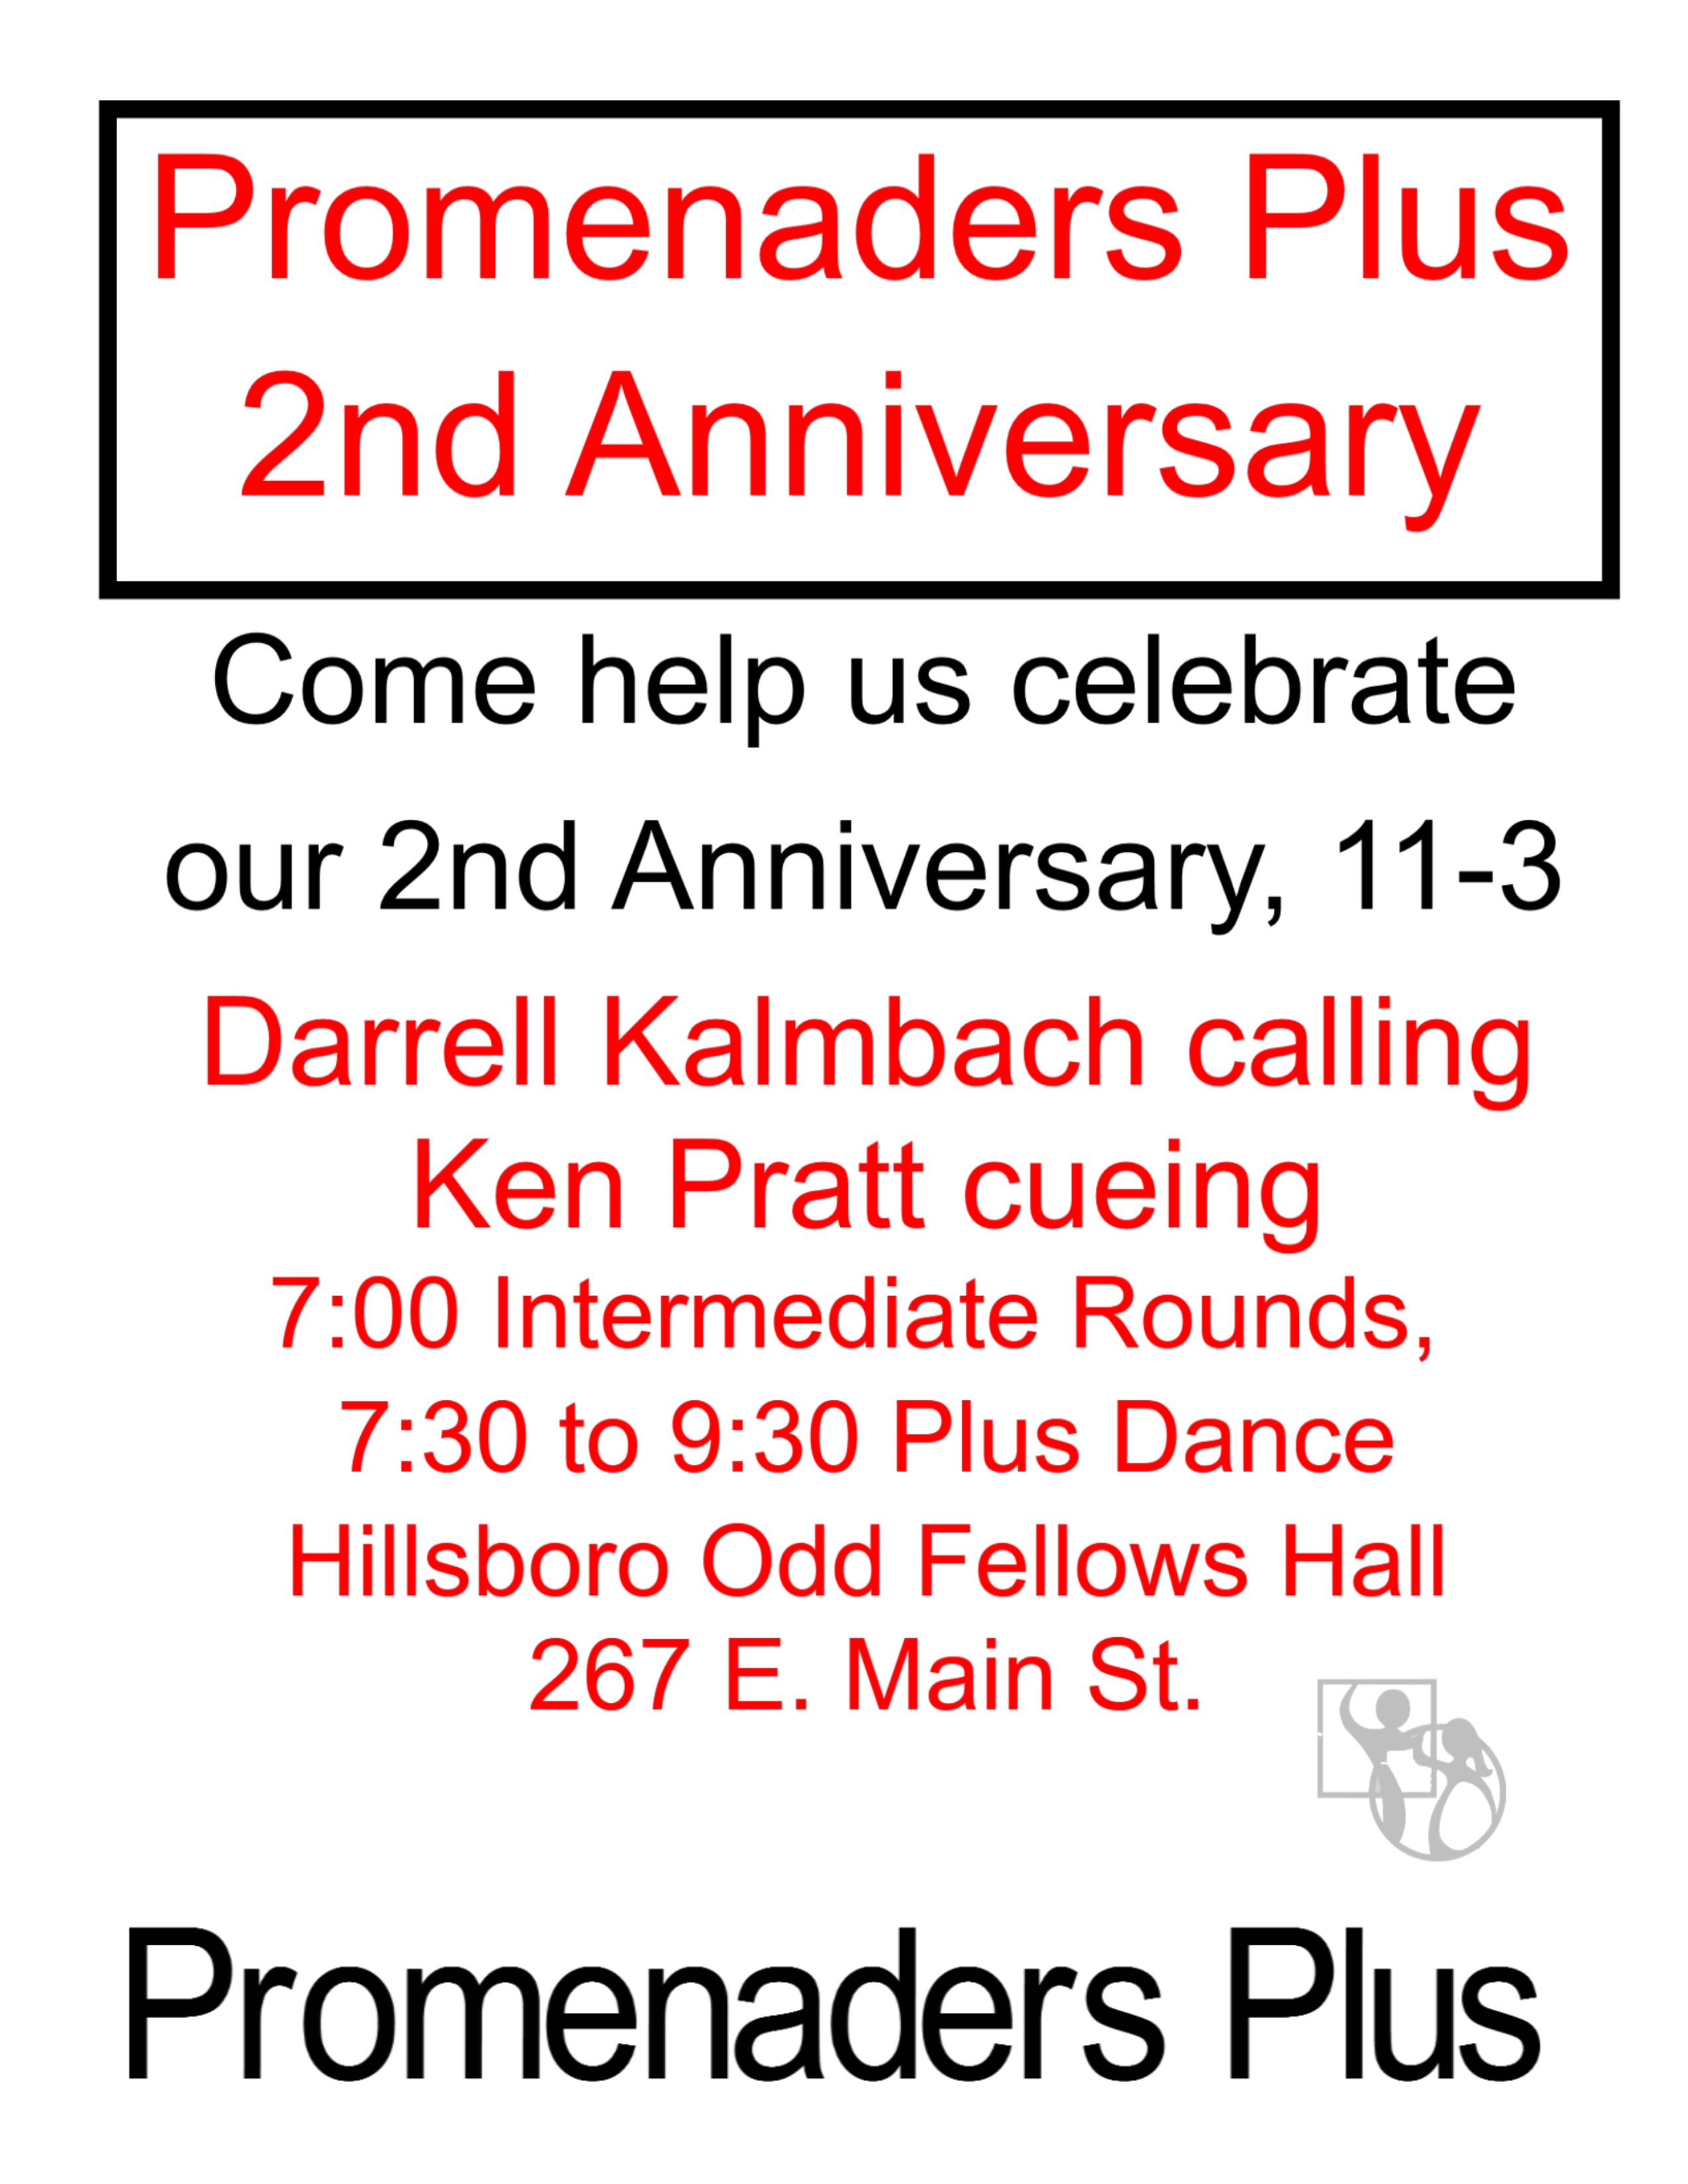 Promenaders Plus
2nd Anniversary
Come help us celebrate
our 2nd Anniversary, 11-3
Darrell Kalmbach calling
Ken Pratt cueing
7:00 Intermediate Rounds,
7:30 to 9:30 Plus Dance
Hillsboro Odd Fellows Hall
267 E. Main St.
Promenaders Plus